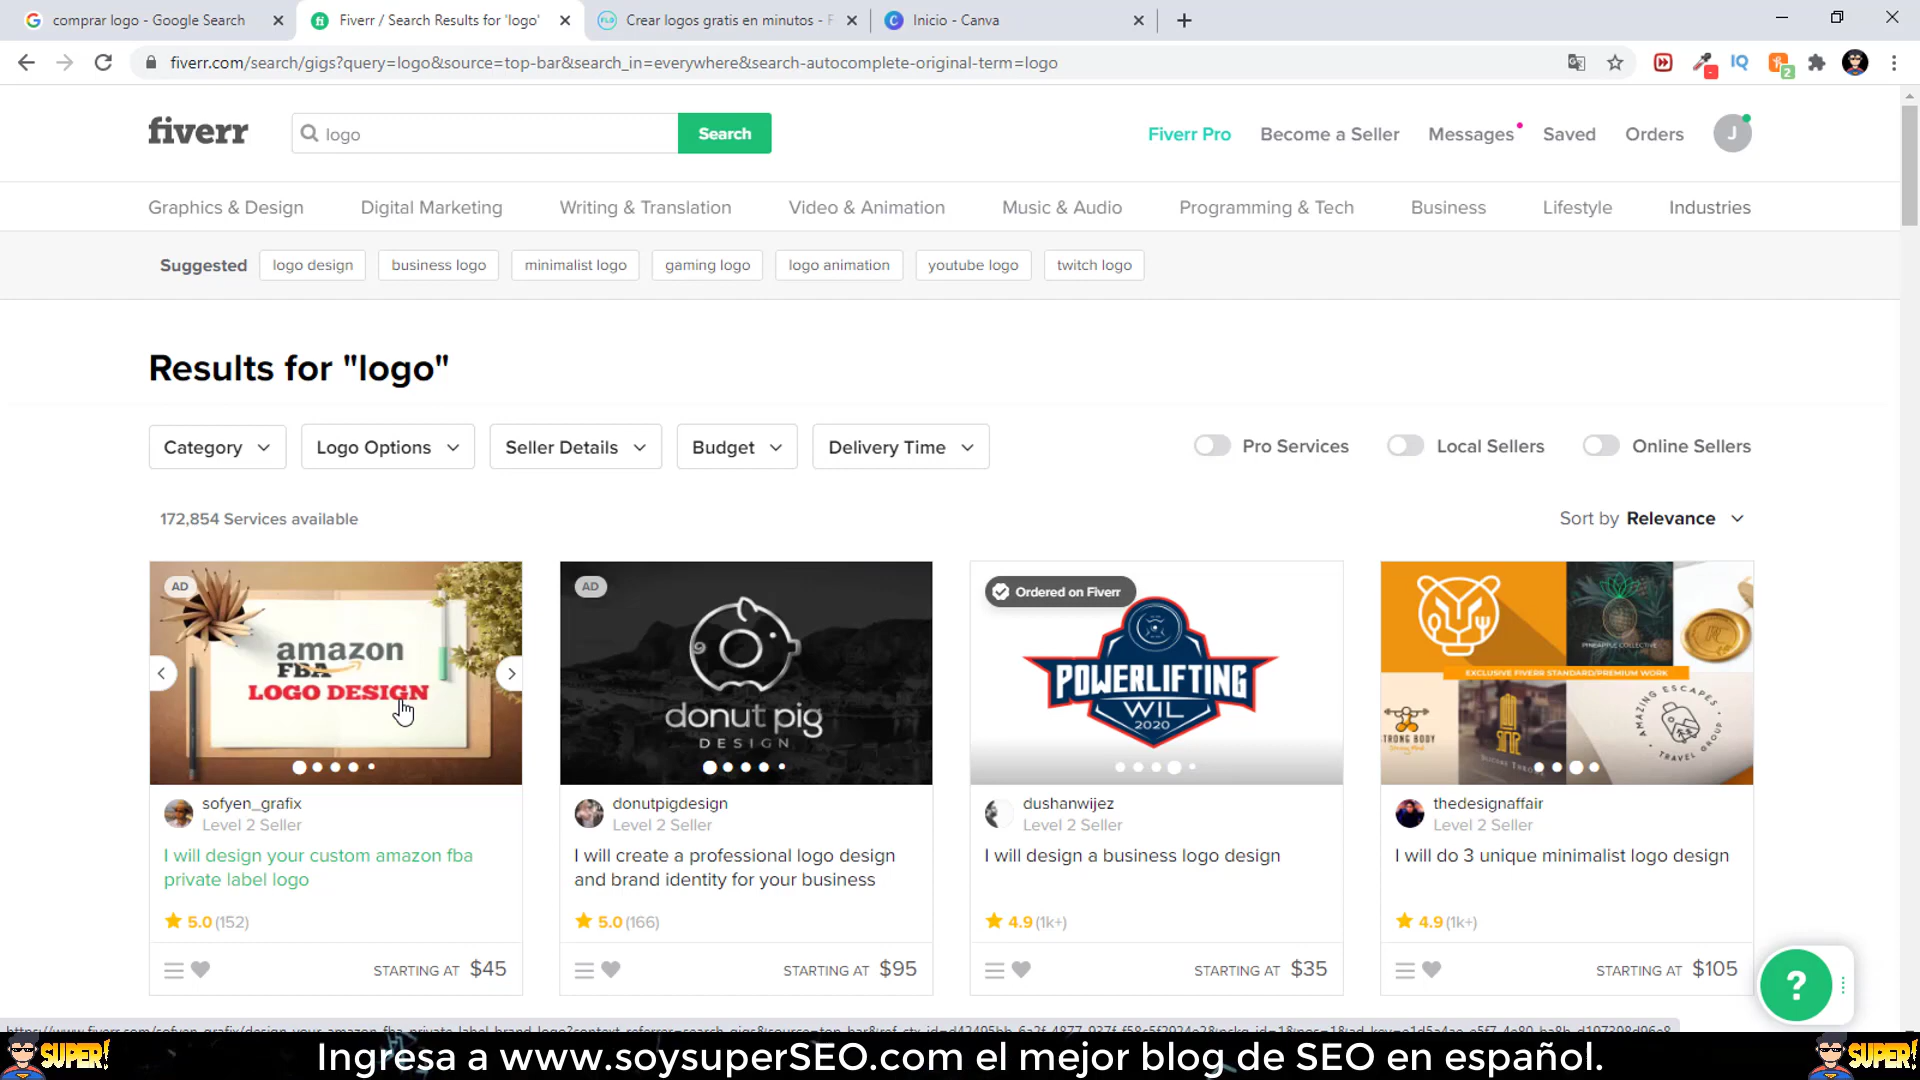 comprar logo - Google Search
Fiverr / Search Results for 'logo'
Crear logos gratis en minutos - F
Inicio - Canva
fiverr.com/search/gigs?query=logo&source=top-bar&search_in=everywhere&search-autocomplete-original-term=logo
IQ
2
fiverr
logo
Search
Fiverr Pro
Become a Seller
Messages
Saved
Orders
J
Graphics & Design
Digital Marketing
Writing & Translation
Video & Animation
Music & Audio
Programming & Tech
Business
Lifestyle
Industries
Suggested
logo design
business logo
minimalist logo
gaming logo
logo animation
youtube logo
twitch logo
Results for "logo"
Category
Logo Options
Seller Details
Budget
Delivery Time
Pro Services
Local Sellers
Online Sellers
172,854 Services available
Sort by Relevance
AD
amazon
FBA
LOGO DESIGN
AD
donut pig
DESIGN
Ordered on Fiverr
POWERLIFTING
WIL
2020
PINEAPPLE COLLECTIVE
EXCLUSIVE FIVERR STANDARD/PREMIUM WORK
TRONG BODY
AMAZING ESCAPES
TRAVEL GROUP
sofyen_grafix
Level 2 Seller
I will design your custom amazon fba
private label logo
5.0 (152)
STARTING AT $45
donutpigdesign
Level 2 Seller
I will create a professional logo design
and brand identity for your business
5.0 (166)
STARTING AT $95
dushanwijez
Level 2 Seller
I will design a business logo design
4.9 (1k+)
STARTING AT $35
thedesignaffair
Level 2 Seller
I will do 3 unique minimalist logo design
4.9 (1k+)
STARTING AT $105
?
SUPER!
Ingresa a www.soysuperSEO.com el mejor blog de SEO en español.
SUPER!